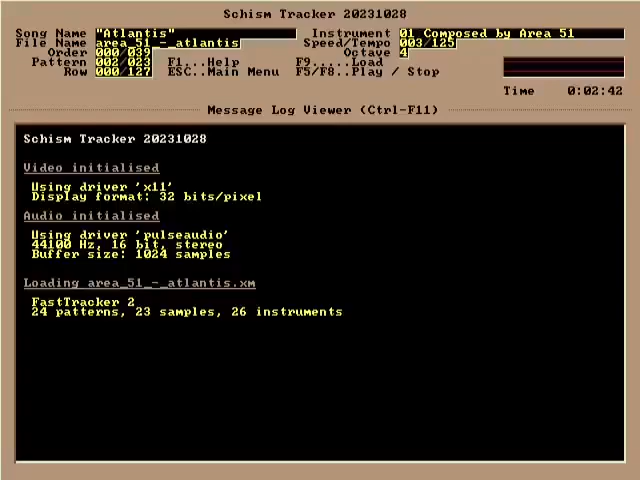 Schism Tracker 20231028
Song Name "Atlantis" Instrument 01 Composed by Area 51
File Name area_51_-_atlantis Speed/Tempo 003/125
Order 000/039 Octave 4
Pattern 002/023 F1...Help F9.....Load
Row 000/127 ESC..Main Menu F5/F8..Play / Stop
Time 0:02:42
Message Log Viewer (Ctrl-F11)
Schism Tracker 20231028
Video initialised
Using driver 'x11'
Display format: 32 bits/pixel
Audio initialised
Using driver 'pulseaudio'
44100 Hz, 16 bit, stereo
Buffer size: 1024 samples
Loading area_51_-_atlantis.xm
FastTracker 2
24 patterns, 23 samples, 26 instruments